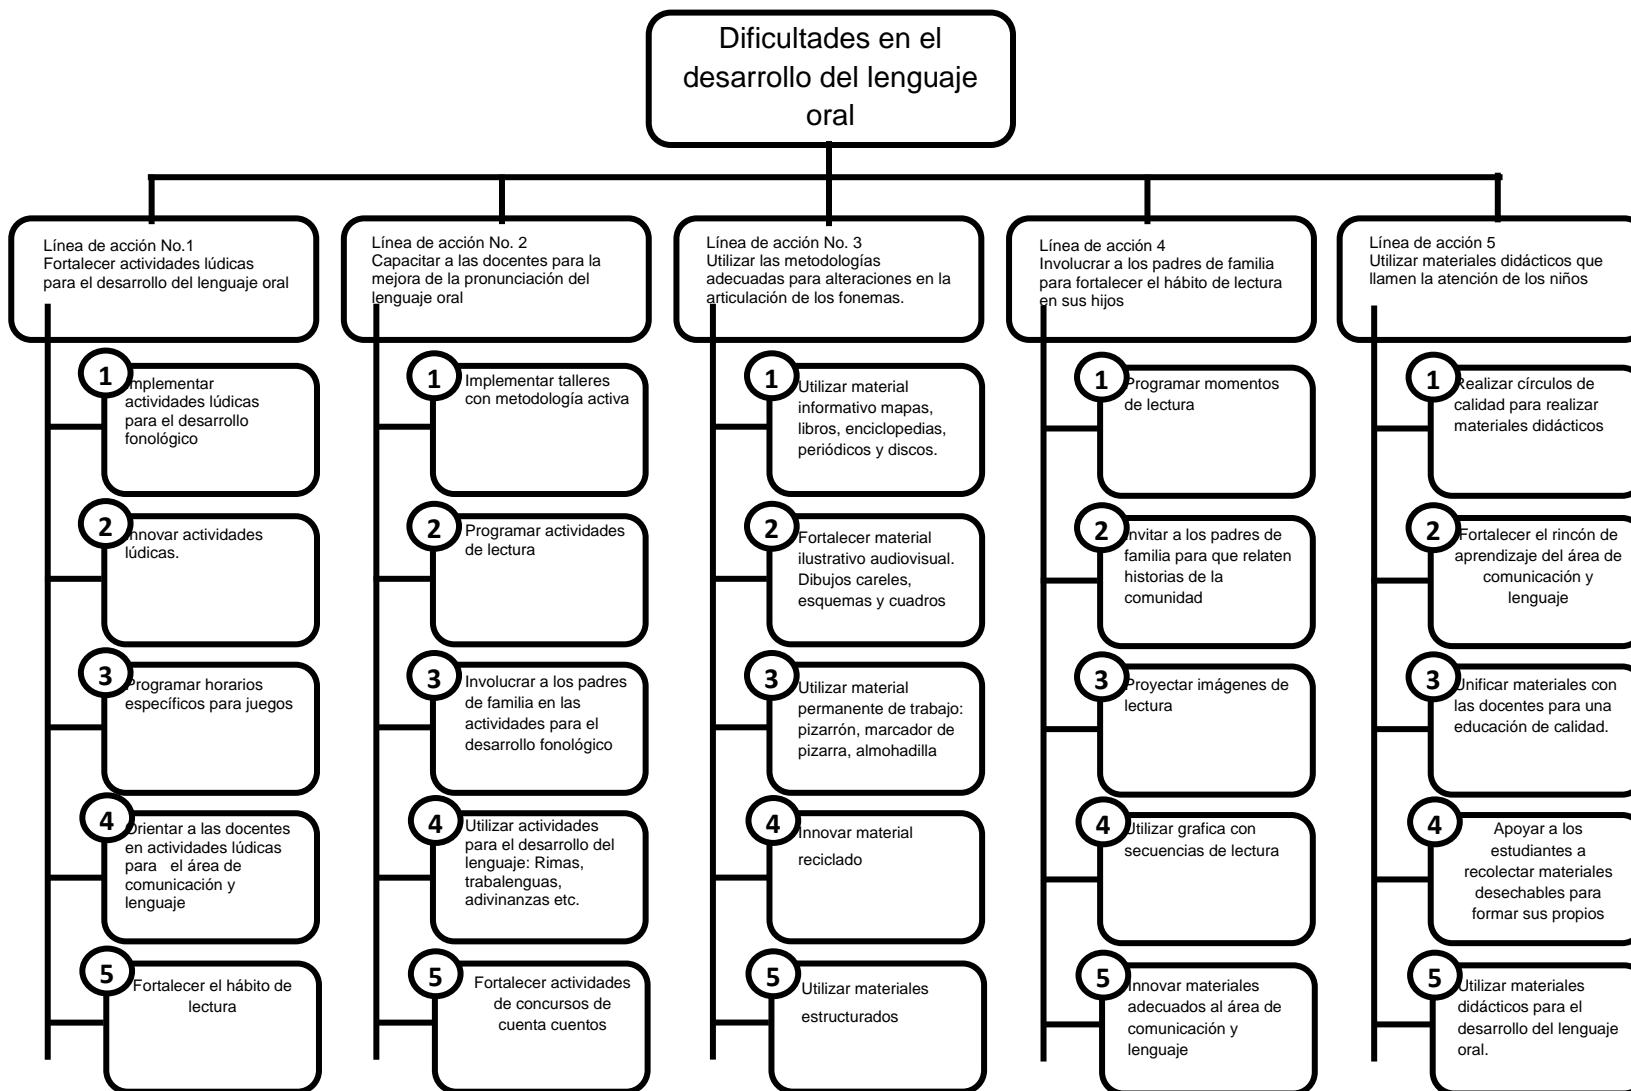 Dificultades en el
desarrollo del lenguaje
oral
Línea de acción No.1
Fortalecer actividades lúdicas
para el desarrollo del lenguaje oral
1
Implementar
actividades lúdicas
para el desarrollo
fonológico
2
Innovar actividades
lúdicas.
3
Programar horarios
específicos para juegos
4
Orientar a las docentes
en actividades lúdicas
para el área de
comunicación y
lenguaje
5
Fortalecer el hábito de
lectura
Línea de acción No. 2
Capacitar a las docentes para la
mejora de la pronunciación del
lenguaje oral
1
Implementar talleres
con metodología activa
2
Programar actividades
de lectura
3
Involucrar a los padres
de familia en las
actividades para el
desarrollo fonológico
4
Utilizar actividades
para el desarrollo del
lenguaje: Rimas,
trabalenguas,
adivinanzas etc.
5
Fortalecer actividades
de concursos de
cuenta cuentos
Línea de acción No. 3
Utilizar las metodologías
adecuadas para alteraciones en la
articulación de los fonemas.
1
Utilizar material
informativo mapas,
libros, enciclopedias,
periódicos y discos.
2
Fortalecer material
ilustrativo audiovisual.
Dibujos careles,
esquemas y cuadros
3
Utilizar material
permanente de trabajo:
pizarrón, marcador de
pizarra, almohadilla
4
Innovar material
reciclado
5
Utilizar materiales
estructurados
Línea de acción 4
Involucrar a los padres de familia
para fortalecer el hábito de lectura
en sus hijos
1
Programar momentos
de lectura
2
Invitar a los padres de
familia para que relaten
historias de la
comunidad
3
Proyectar imágenes de
lectura
4
Utilizar grafica con
secuencias de lectura
5
Innovar materiales
adecuados al área de
comunicación y
lenguaje
Línea de acción 5
Utilizar materiales didácticos que
llamen la atención de los niños
1
Realizar círculos de
calidad para realizar
materiales didácticos
2
Fortalecer el rincón de
aprendizaje del área de
comunicación y
lenguaje
3
Unificar materiales con
las docentes para una
educación de calidad.
4
Apoyar a los
estudiantes a
recolectar materiales
desechables para
formar sus propios
5
Utilizar materiales
didácticos para el
desarrollo del lenguaje
oral.